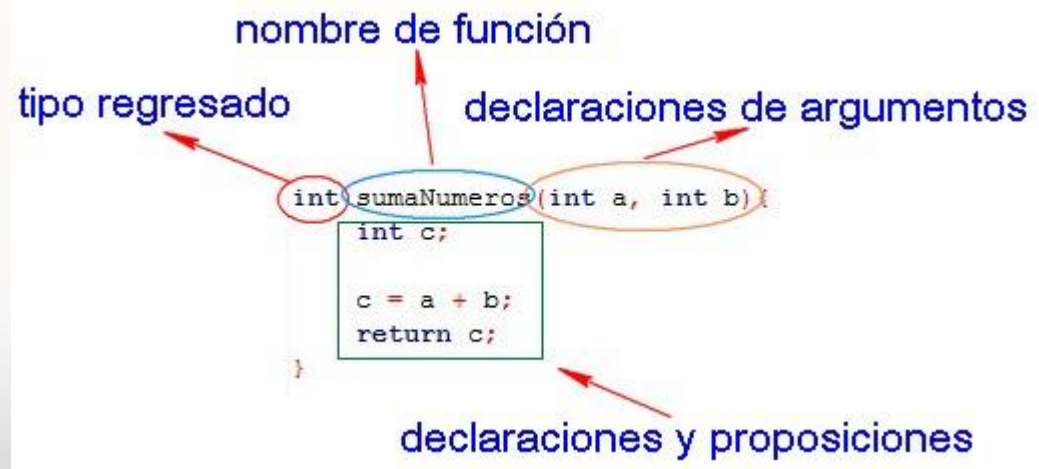 nombre de función
tipo regresado
declaraciones de argumentos
int sumaNumeros(int a, int b){
int c;
c = a + b;
return c;
}
declaraciones y proposiciones